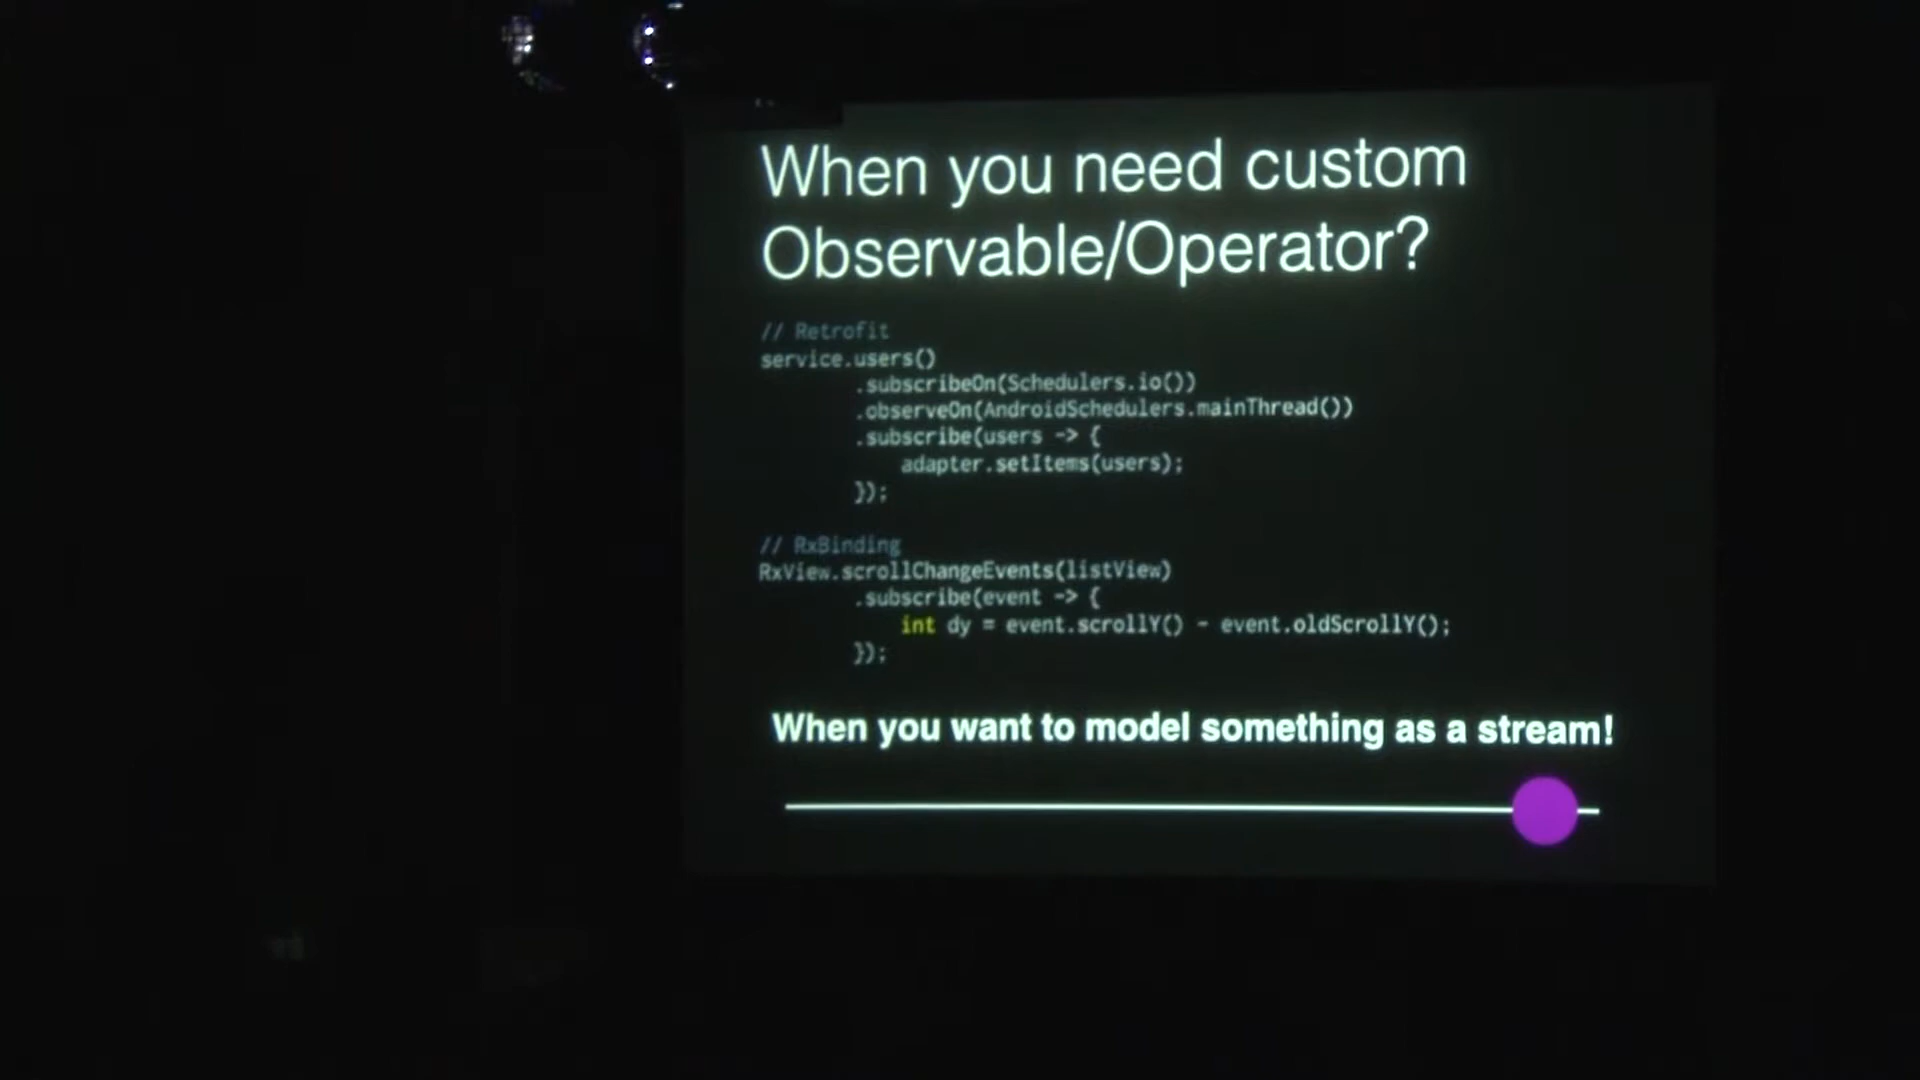 When you need custom
Observable/Operator?
// Retrofit
service.users()
.subscribeOn(Schedulers.io())
.observeOn(AndroidSchedulers.mainThread())
.subscribe(users -> {
adapter.setItems(users);
});
// RxBinding
RxView.scrollChangeEvents(listView)
.subscribe(event -> {
int dy = event.scrollY() - event.oldScrollY();
});
When you want to model something as a stream!